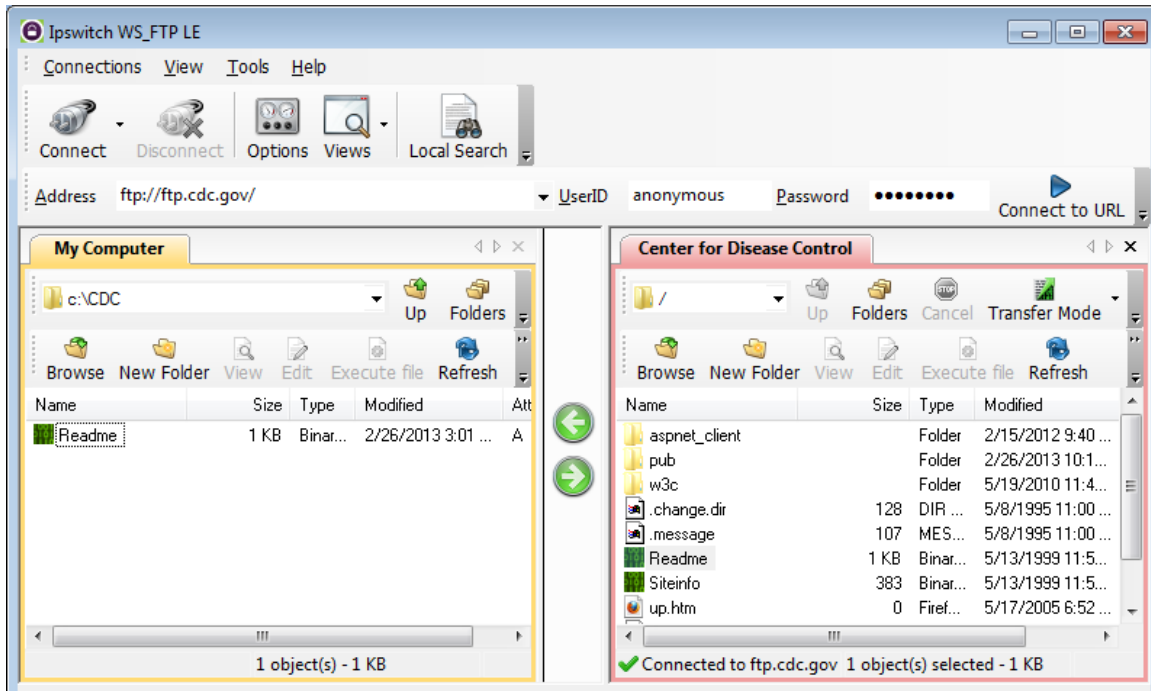 Ipswitch WS_FTP LE
Connections View Tools Help
Connect Disconnect Options Views Local Search
Address ftp://ftp.cdc.gov/ UserID anonymous Password •••••••• Connect to URL
My Computer
c:\CDC Up Folders
Browse New Folder View Edit Execute file Refresh
Name Size Type Modified Att
Readme 1 KB Binar... 2/26/2013 3:01 ... A
1 object(s) - 1 KB
Center for Disease Control
/ Up Folders Cancel Transfer Mode
Browse New Folder View Edit Execute file Refresh
Name Size Type Modified
aspnet_client Folder 2/15/2012 9:40 ...
pub Folder 2/26/2013 10:1...
w3c Folder 5/19/2010 11:4...
.change.dir 128 DIR ... 5/8/1995 11:00 ...
.message 107 MES... 5/8/1995 11:00 ...
Readme 1 KB Binar... 5/13/1999 11:5...
Siteinfo 383 Binar... 5/13/1999 11:5...
up.htm 0 Firef... 5/17/2005 6:52 ...
Connected to ftp.cdc.gov 1 object(s) selected - 1 KB